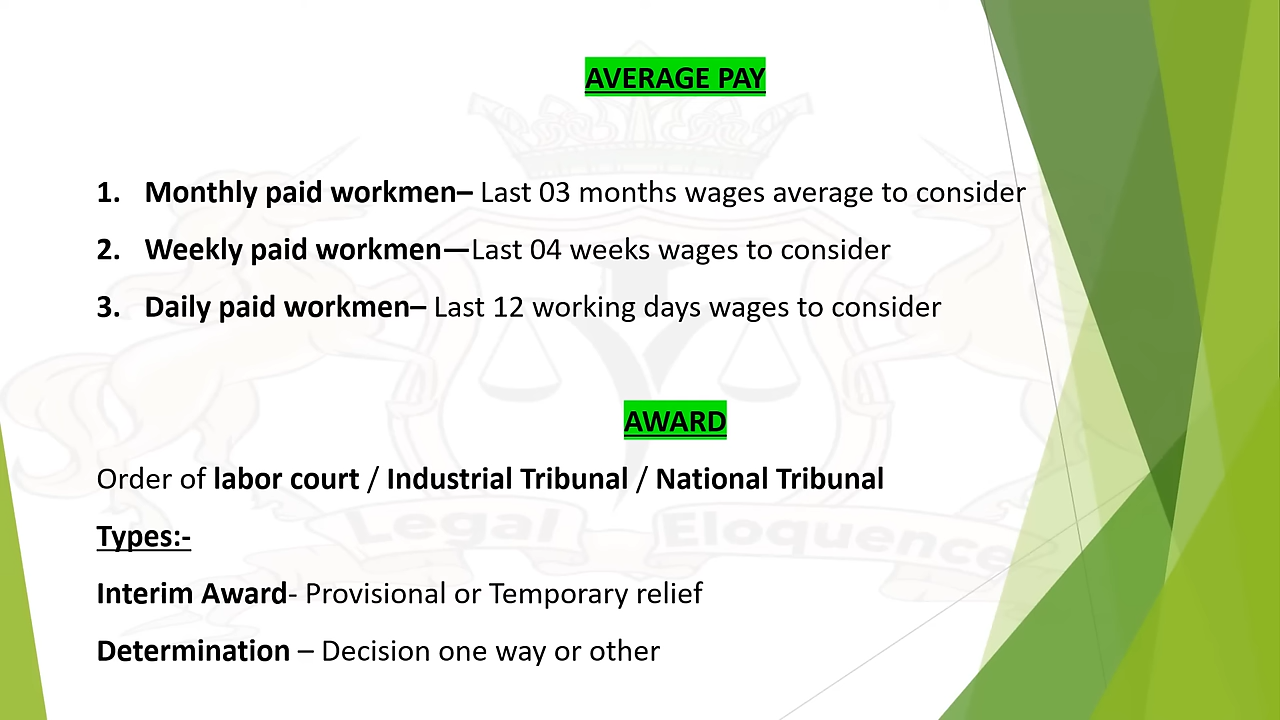 AVERAGE PAY
1. Monthly paid workmen– Last 03 months wages average to consider
2. Weekly paid workmen—Last 04 weeks wages to consider
3. Daily paid workmen– Last 12 working days wages to consider
AWARD
Order of labor court / Industrial Tribunal / National Tribunal
Legal Eloquence
Types:-
Interim Award- Provisional or Temporary relief
Determination – Decision one way or other